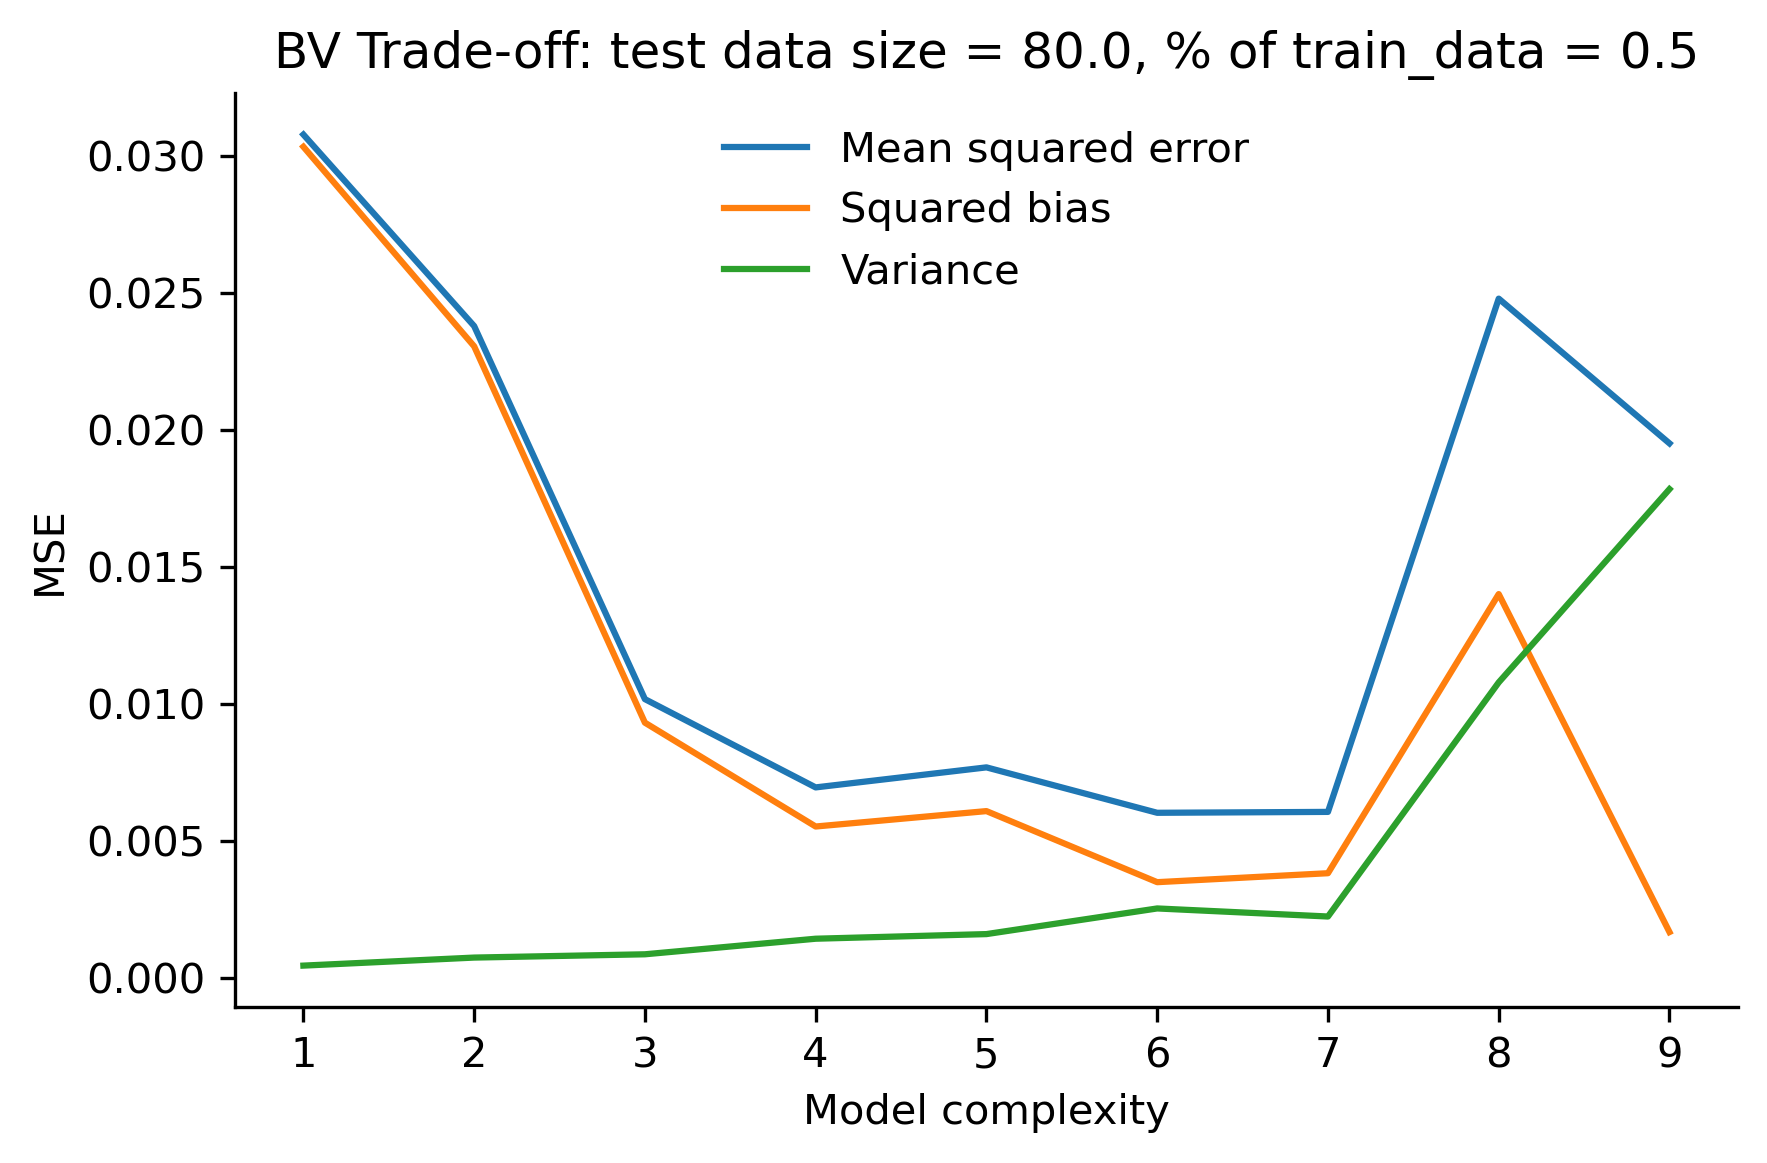 BV Trade-off: test data size = 80.0, % of train_data = 0.5
Mean squared error
Squared bias
Variance
0.030
0.025
0.020
0.015
0.010
0.005
0.000
MSE
1 2 3 4 5 6 7 8 9
Model complexity